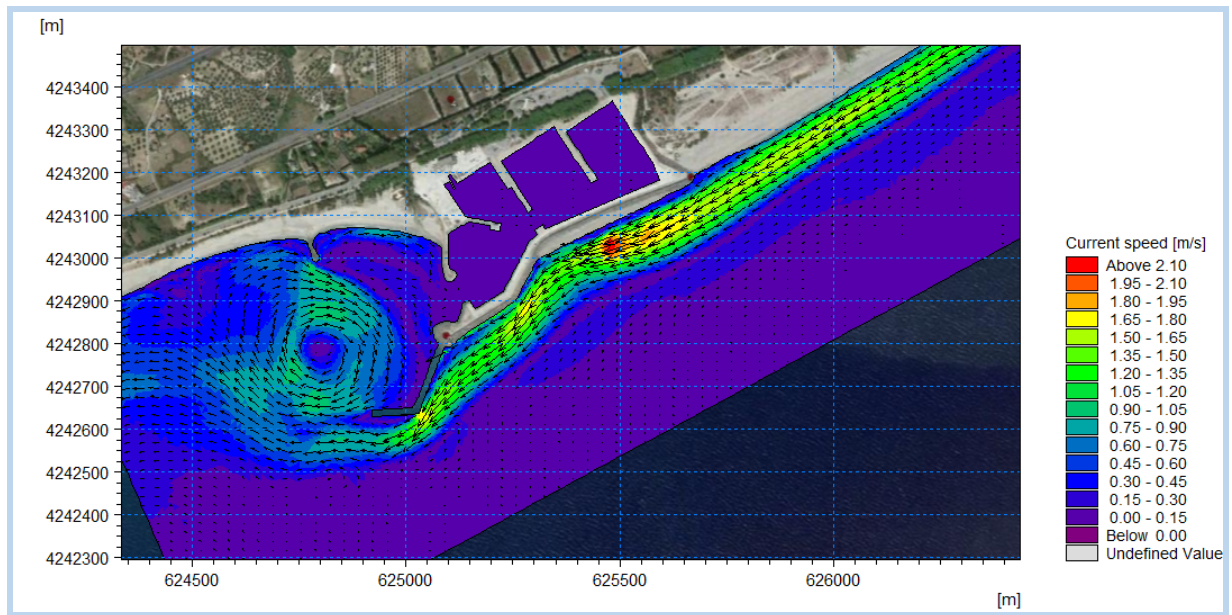 [m]
4243400
4243300
4243200
4243100
4243000
4242900
4242800
4242700
4242600
4242500
4242400
4242300
624500 625000 625500 626000
[m]
Current speed [m/s]
Above 2.10
1.95 - 2.10
1.80 - 1.95
1.65 - 1.80
1.50 - 1.65
1.35 - 1.50
1.20 - 1.35
1.05 - 1.20
0.90 - 1.05
0.75 - 0.90
0.60 - 0.75
0.45 - 0.60
0.30 - 0.45
0.15 - 0.30
0.00 - 0.15
Below 0.00
Undefined Value